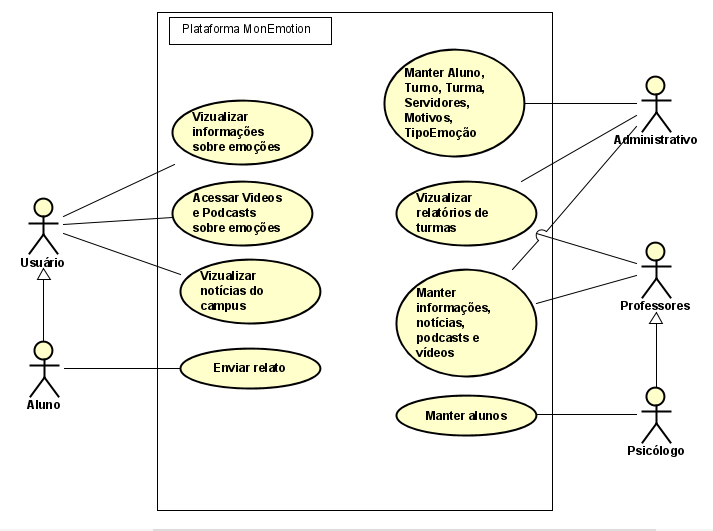 Plataforma MonEmotion
Vizualizar
informações
sobre emoções
Acessar Videos
e Podcasts
sobre emoções
Vizualizar
notícias do
campus
Enviar relato
Usuário
Aluno
Manter Aluno,
Turno, Turma,
Servidores,
Motivos,
TipoEmoção
Vizualizar
relatórios de
turmas
Manter
informações,
notícias,
podcasts e
vídeos
Manter alunos
Administrativo
Professores
Psicólogo